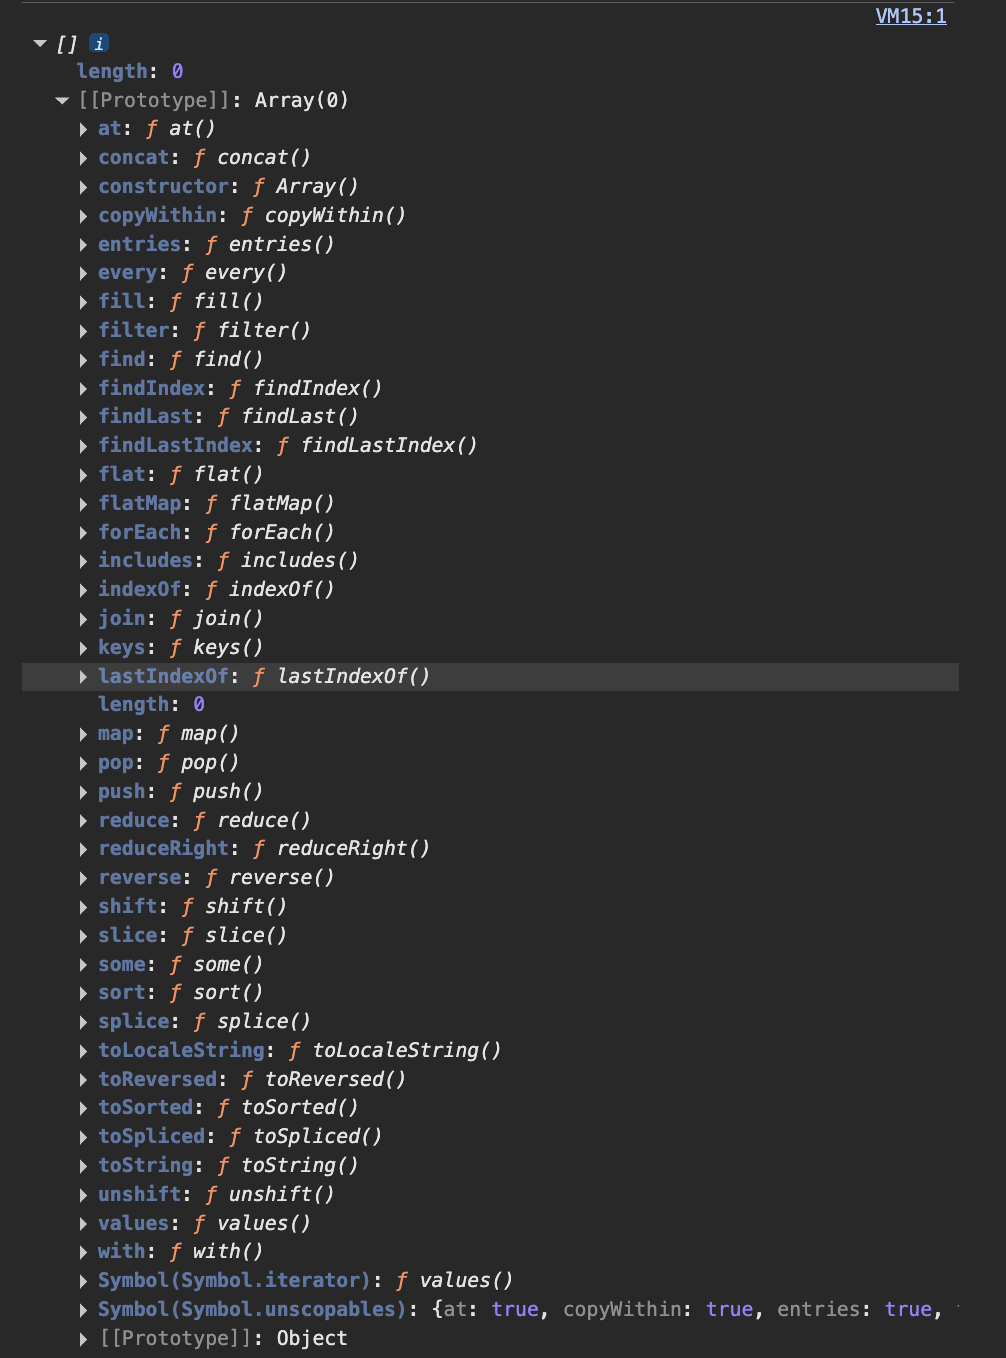 VM15:1
[] i
length: 0
[[Prototype]]: Array(0)
at: ƒ at()
concat: ƒ concat()
constructor: ƒ Array()
copyWithin: ƒ copyWithin()
entries: ƒ entries()
every: ƒ every()
fill: ƒ fill()
filter: ƒ filter()
find: ƒ find()
findIndex: ƒ findIndex()
findLast: ƒ findLast()
findLastIndex: ƒ findLastIndex()
flat: ƒ flat()
flatMap: ƒ flatMap()
forEach: ƒ forEach()
includes: ƒ includes()
indexOf: ƒ indexOf()
join: ƒ join()
keys: ƒ keys()
lastIndexOf: ƒ lastIndexOf()
length: 0
map: ƒ map()
pop: ƒ pop()
push: ƒ push()
reduce: ƒ reduce()
reduceRight: ƒ reduceRight()
reverse: ƒ reverse()
shift: ƒ shift()
slice: ƒ slice()
some: ƒ some()
sort: ƒ sort()
splice: ƒ splice()
toLocaleString: ƒ toLocaleString()
toReversed: ƒ toReversed()
toSorted: ƒ toSorted()
toSpliced: ƒ toSpliced()
toString: ƒ toString()
unshift: ƒ unshift()
values: ƒ values()
with: ƒ with()
Symbol(Symbol.iterator): ƒ values()
Symbol(Symbol.unscopables): {at: true, copyWithin: true, entries: true,
[[Prototype]]: Object